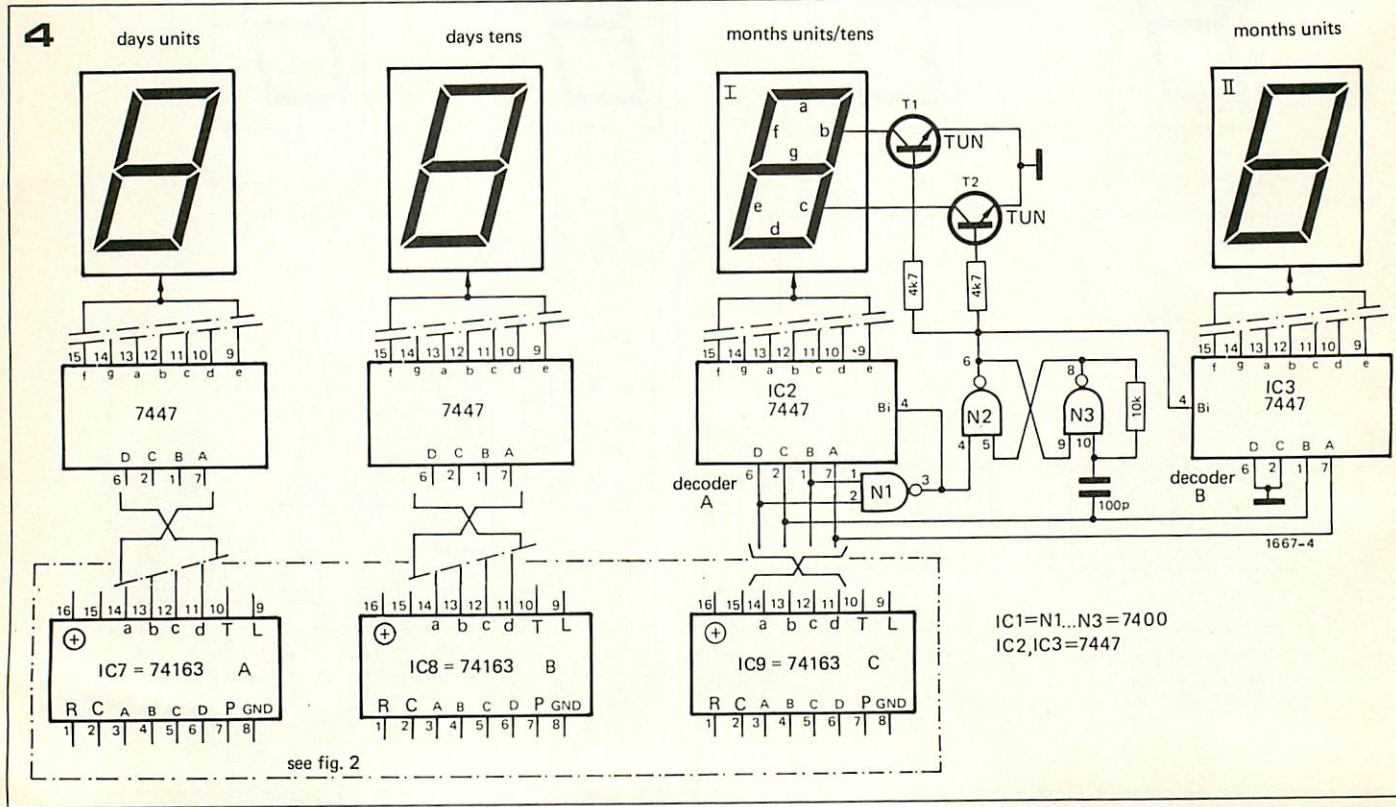 4
days units
days tens
months units/tens
months units
I
a
f
b
g
e
c
d
T1
TUN
T2
TUN
II
4k7
4k7
15 14 13 12 11 10 9
f g a b c d e
7447
D C B A
6 2 1 7
15 14 13 12 11 10 9
f g a b c d e
7447
D C B A
6 2 1 7
15 14 13 12 11 10 9
f g a b c d e
IC2
7447
Bi
4
D C B A
6 2 1 7
decoder
A
1
2
N1
3
6
N2
4 5
8
N3
9 10
10k
100p
15 14 13 12 11 10 9
f g a b c d e
IC3
7447
4
Bi
D C B A
6 2 1 7
decoder
B
1667-4
16 15 14 13 12 11 10 9
a b c d T L
IC7 = 74163 A
R C A B C D P GND
1 2 3 4 5 6 7 8
16 15 14 13 12 11 10 9
a b c d T L
IC8 = 74163 B
R C A B C D P GND
1 2 3 4 5 6 7 8
16 15 14 13 12 11 10 9
a b c d T L
IC9 = 74163 C
R C A B C D P GND
1 2 3 4 5 6 7 8
see fig. 2
IC1=N1...N3=7400
IC2,IC3=7447